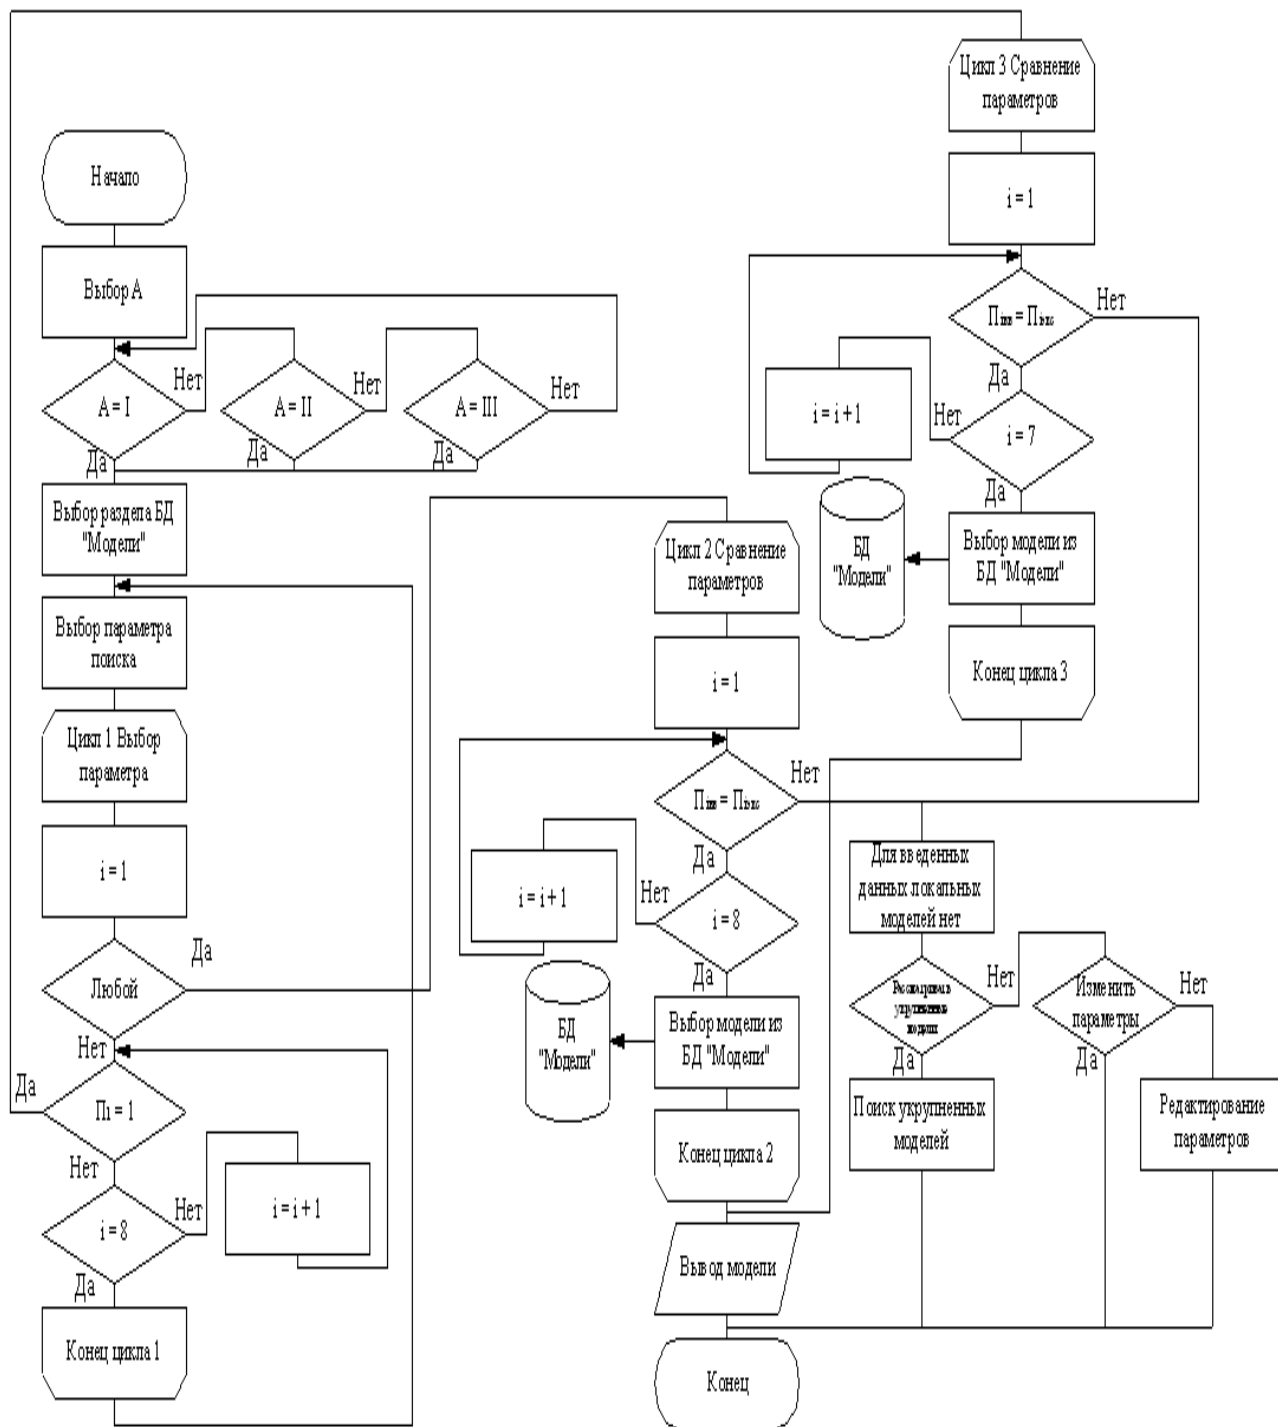 Начало
Выбор А
А = I
Нет
А = II
Нет
А = III
Нет
Да
Да
Да
Выбор раздела БД
"Модели"
Выбор параметра
поиска
Цикл 1 Выбор
параметра
i = 1
Любой
Да
Нет
П1 = 1
Да
Нет
i = 8
Нет
i = i + 1
Да
Конец цикла 1
Цикл 2 Сравнение
параметров
i = 1
Нет
Да
i = 8
Нет
i = i + 1
Да
Выбор модели из
БД "Модели"
БД
"Модели"
Конец цикла 2
Вывод модели
Конец
Цикл 3 Сравнение
параметров
i = 1
Нет
Да
i = 7
Нет
i = i + 1
Да
Выбор модели из
БД "Модели"
БД
"Модели"
Конец цикла 3
Для введенных
данных локальных
моделей нет
Нет
Да
Поиск укрупненных
моделей
Изменить
параметры
Нет
Да
Редактирование
параметров